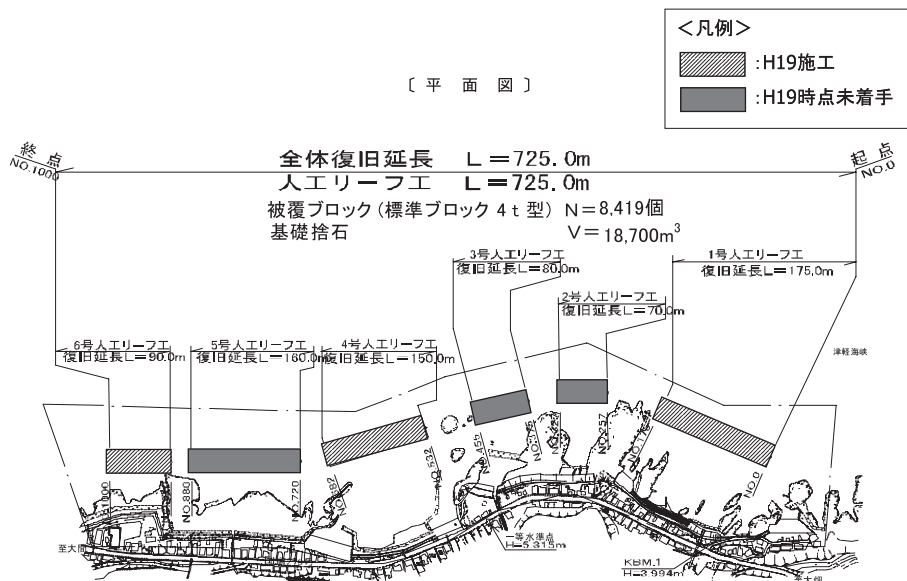 <凡例>
:H19施工
:H19時点未着手
〔平面図〕
終点
NO.1000
起点
NO.0
全体復旧延長 L=725.0m
人工リーフ工 L=725.0m
被覆ブロック(標準ブロック4t型) N=8,419個
基礎捨石 V=18,700m³
3号人工リーフ工
復旧延長L=80.0m
1号人工リーフ工
復旧延長L=175.0m
2号人工リーフ工
復旧延長L=70.0m
6号人工リーフ工
復旧延長L=90.0m
5号人工リーフ工
復旧延長L=160.0m
4号人工リーフ工
復旧延長L=150.0m
津軽海峡
NO.880
NO.720
NO.532
NO.454
NO.257
NO.0
一等水準点
H=5.315m
KBM.1
H=3.994m
至大間
至大畑